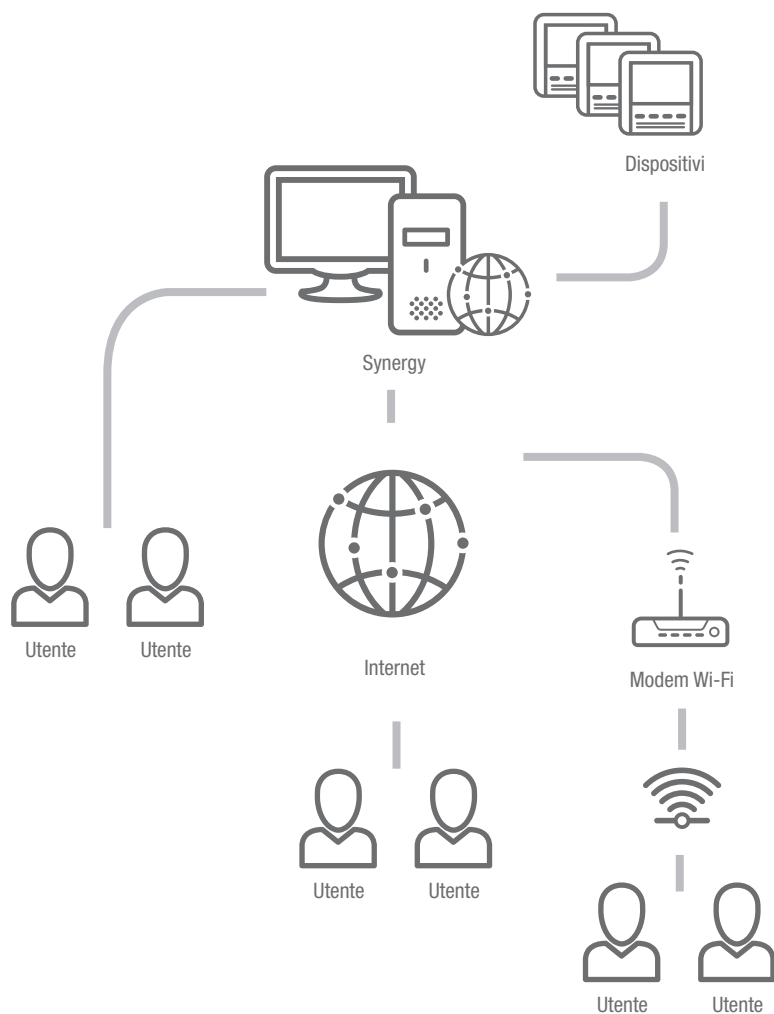 Dispositivi
Synergy
Utente
Utente
Internet
Modem Wi-Fi
Utente
Utente
Utente
Utente